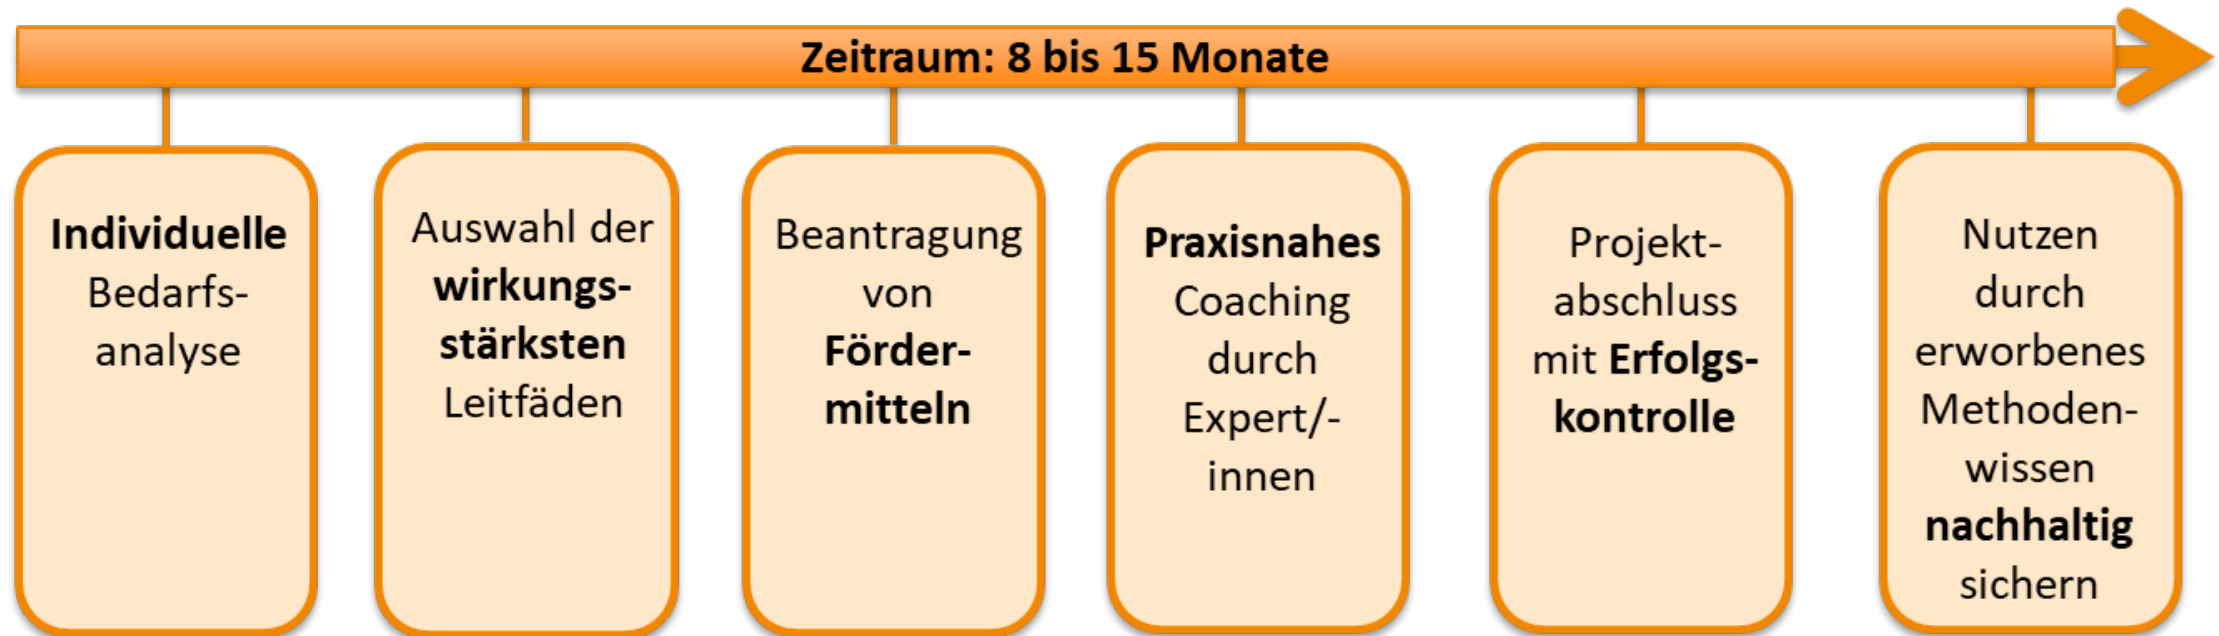 Zeitraum: 8 bis 15 Monate
Individuelle
Bedarfs-
analyse
Auswahl der
wirkungs-
stärksten
Leitfäden
Beantragung
von
Förder-
mitteln
Praxisnahes
Coaching
durch
Expert/-
innen
Projekt-
abschluss
mit Erfolgs-
kontrolle
Nutzen
durch
erworbenes
Methoden-
wissen
nachhaltig
sichern